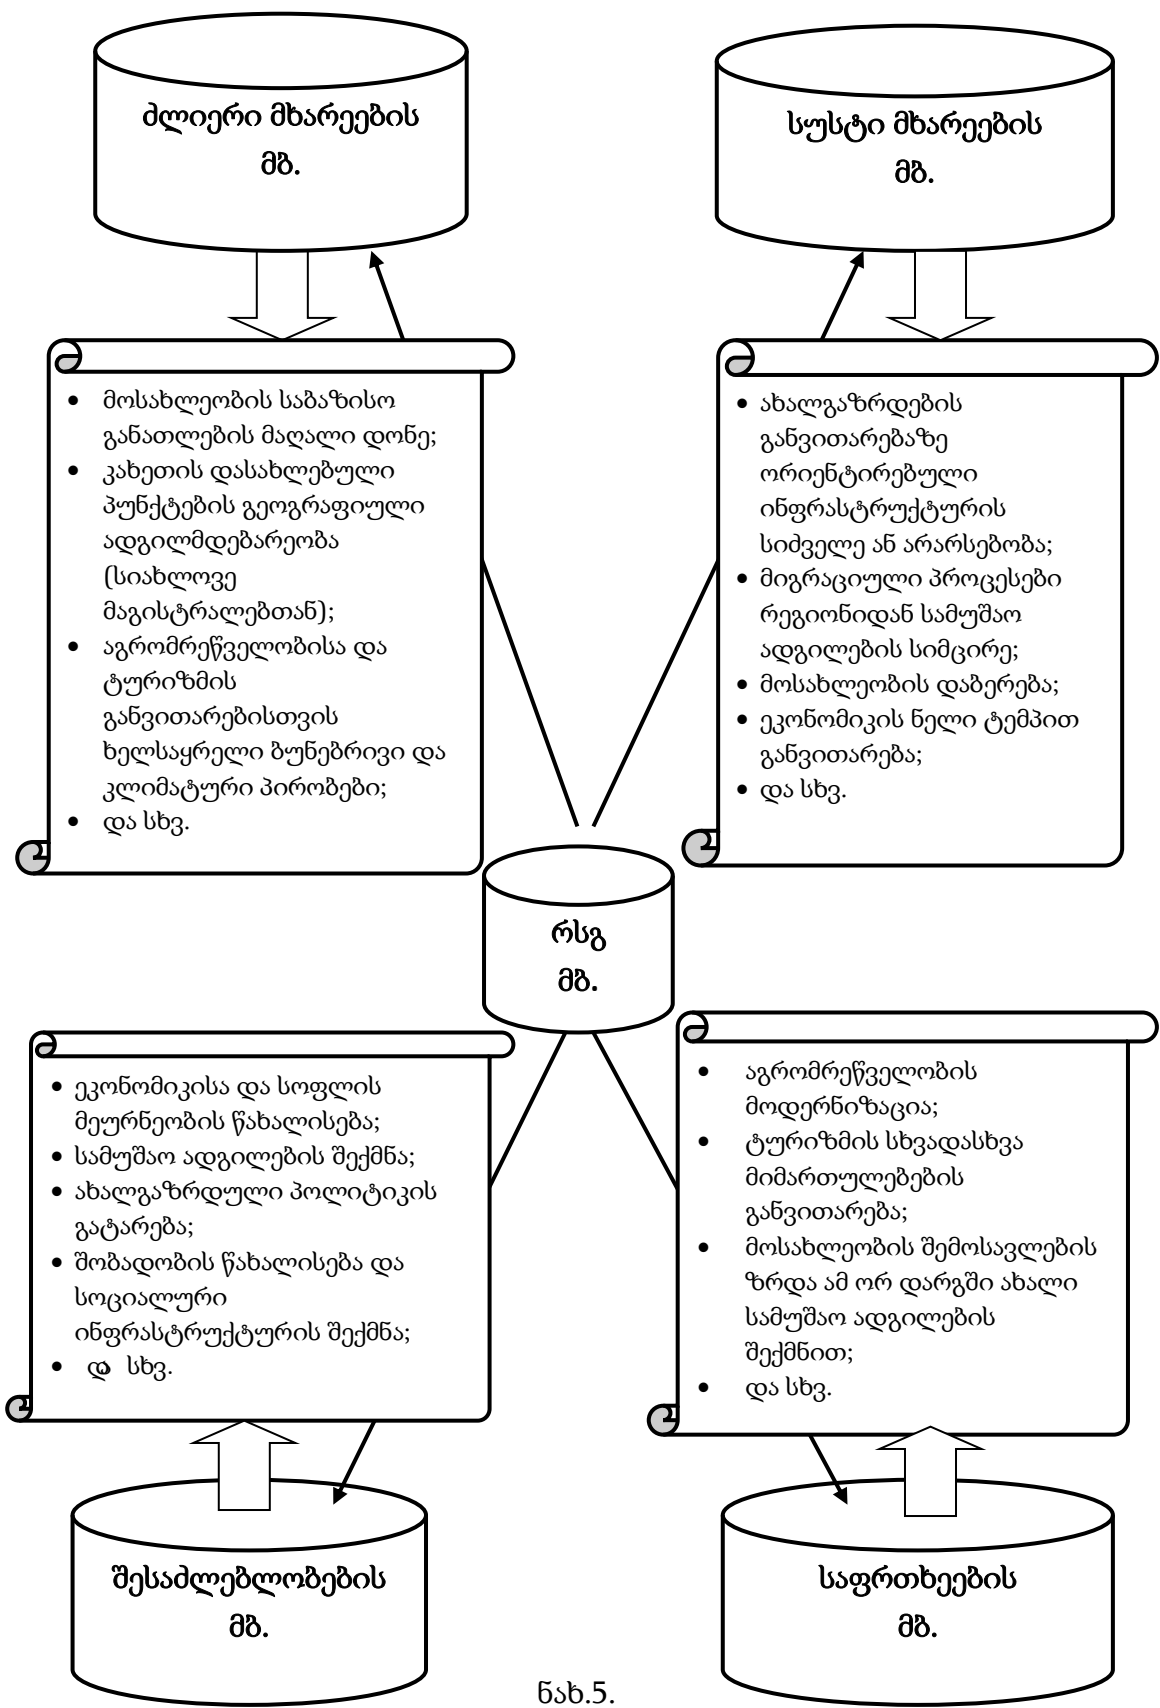 ძლიერი მხარეების
მბ.
სუსტი მხარეების
მბ.
• მოსახლეობის საბაზისო
განათლების მაღალი დონე;
• კახეთის დასახლებული
პუნქტების გეოგრაფიული
ადგილმდებარეობა
(სიახლოვე
მაგისტრალებთან);
• აგრომრეწველობისა და
ტურიზმის
განვითარებისთვის
ხელსაყრელი ბუნებრივი და
კლიმატური პირობები;
• და სხვ.
• ახალგაზრდების
განვითარებაზე
ორიენტირებული
ინფრასტრუქტურის
სიძველე ან არარსებობა;
• მიგრაციული პროცესები
რეგიონიდან სამუშაო
ადგილების სიმცირე;
• მოსახლეობის დაბერება;
• ეკონომიკის ნელი ტემპით
განვითარება;
• და სხვ.
რსგ
მბ.
• ეკონომიკისა და სოფლის
მეურნეობის წახალისება;
• სამუშაო ადგილების შექმნა;
• ახალგაზრდული პოლიტიკის
გატარება;
• შობადობის წახალისება და
სოციალური
ინფრასტრუქტურის შექმნა;
• და სხვ.
• აგრომრეწველობის
მოდერნიზაცია;
• ტურიზმის სხვადასხვა
მიმართულებების
განვითარება;
• მოსახლეობის შემოსავლების
ზრდა ამ ორ დარგში ახალი
სამუშაო ადგილების
შექმნით;
• და სხვ.
შესაძლებლობების
მბ.
საფრთხეების
მბ.
ნახ.5.